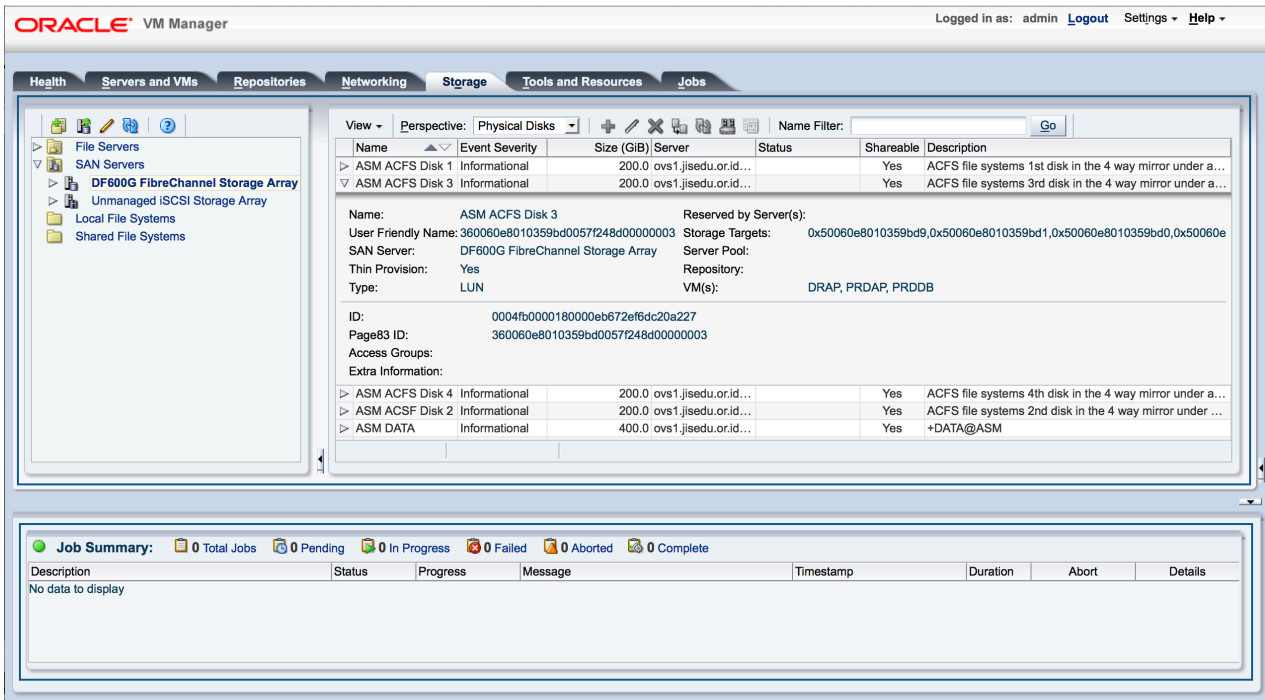 ORACLE VM Manager
Logged in as: admin Logout Settings Help
Health Servers and VMs Repositories Networking Storage Tools and Resources Jobs
File Servers
SAN Servers
DF600G FibreChannel Storage Array
Unmanaged iSCSI Storage Array
Local File Systems
Shared File Systems
View Perspective: Physical Disks Name Filter: Go
Name Event Severity Size (GiB) Server Status Shareable Description
ASM ACFS Disk 1 Informational 200.0 ovs1.jisedu.or.id... Yes ACFS file systems 1st disk in the 4 way mirror under a...
ASM ACFS Disk 3 Informational 200.0 ovs1.jisedu.or.id... Yes ACFS file systems 3rd disk in the 4 way mirror under a...
Name: ASM ACFS Disk 3 Reserved by Server(s):
User Friendly Name: 360060e8010359bd0057f248d00000003 Storage Targets: 0x50060e8010359bd9,0x50060e8010359bd1,0x50060e8010359bd0,0x50060e
SAN Server: DF600G FibreChannel Storage Array Server Pool:
Thin Provision: Yes Repository:
Type: LUN VM(s): DRAP, PRDAP, PRDDB
ID: 0004fb0000180000eb672ef6dc20a227
Page83 ID: 360060e8010359bd0057f248d00000003
Access Groups:
Extra Information:
ASM ACFS Disk 4 Informational 200.0 ovs1.jisedu.or.id... Yes ACFS file systems 4th disk in the 4 way mirror under a...
ASM ACSF Disk 2 Informational 200.0 ovs1.jisedu.or.id... Yes ACFS file systems 2nd disk in the 4 way mirror under ...
ASM DATA Informational 400.0 ovs1.jisedu.or.id... Yes +DATA@ASM
Job Summary: 0 Total Jobs 0 Pending 0 In Progress 0 Failed 0 Aborted 0 Complete
Description Status Progress Message Timestamp Duration Abort Details
No data to display